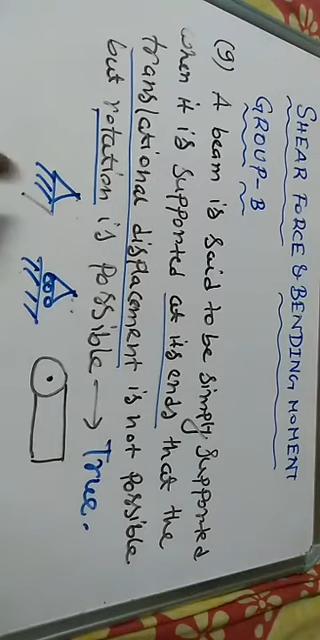 SHEAR FORCE & BENDING MOMENT
GROUP-B
(9) A beam is said to be simply supported
when it is supported at its ends that the
translational displacement is not possible
but rotation is possible → True.